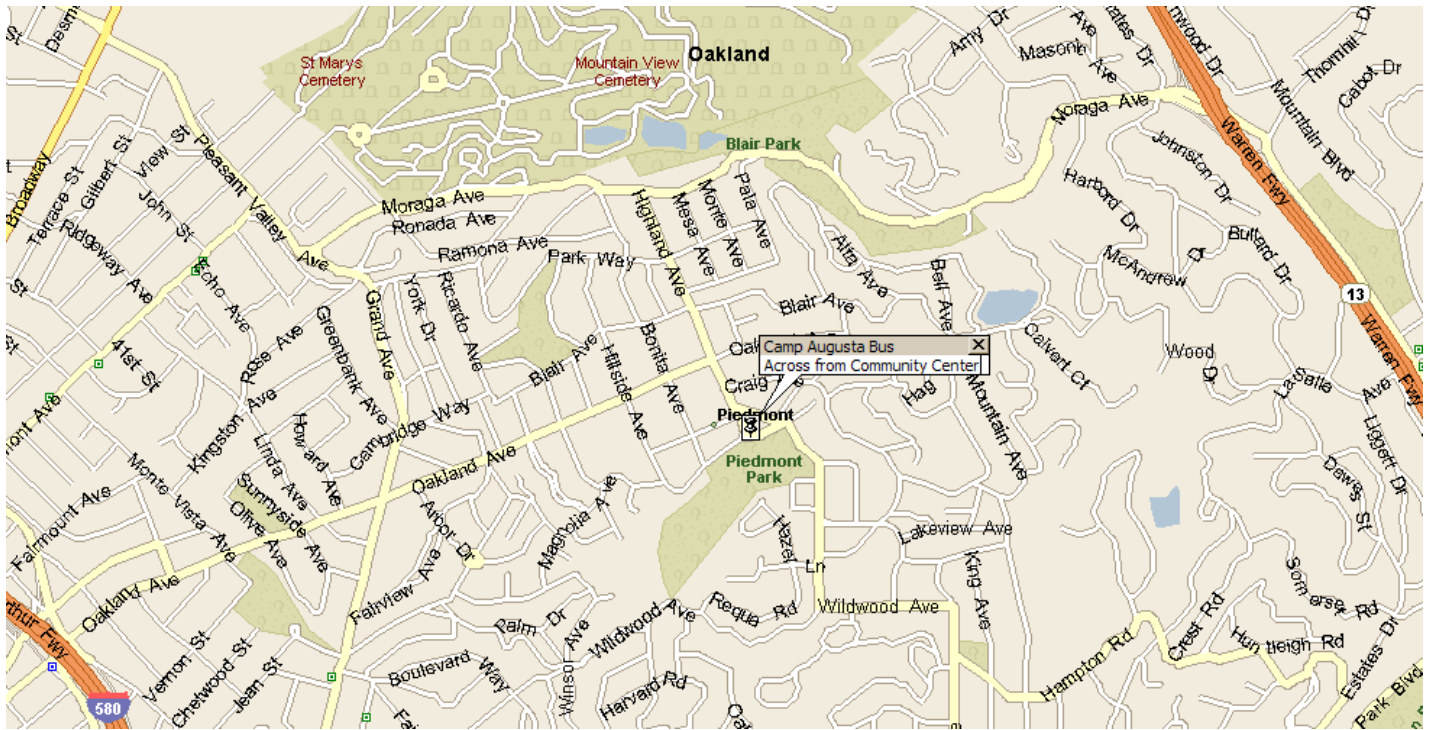 Oakland
St Marys
Cemetery
Mountain View
Cemetery
Amy Dr
Mason Ave
Thornhill Dr
Cabot Dr
Mountain Blvd
Moraga Ave
Warren Fwy
Johnston Dr
Harbord Dr
Bullard Dr
McAndrew
13
Warren Fwy
Blair Park
Broadway
Pleasant Valley Ave
Terrace St
Gilbert St
View St
John St
Ridgeway Ave
Echo Ave
41st St
Moraga Ave
Ronada Ave
Ramona Ave
Park Way
Highland Ave
Mesa Ave
Monte Ave
Pala Ave
Alta Ave
Bell Ave
Blair Ave
Grand Ave
York Dr
Ricardo Ave
Greenbank Ave
Rose Ave
Kingston Ave
Linda Ave
Howard Ave
Cambridge Way
Blair Ave
Hillside Ave
Bonita Ave
Camp Augusta Bus
Across from Community Center
Craig
Hag
Piedmont
Piedmont
Park
Mountain Ave
Calvert Ct
Wood
La Salle Ave
Liggett Dr
Dewes St
Oakland Ave
Fairmount Ave
Monte Vista Ave
Sunnyside Ave
Olive Ave
Oakland Ave
Arbor Dr
Magnolia Ave
Hazel Ln
Lakeview Ave
King Ave
Wildwood Ave
Fairview Ave
Palm Dr
Wildwood Ave
Requa Rd
Somerset Rd
Crest Rd
Huntleigh Rd
Hampton Rd
Estates Dr
Park Blvd
Vernon St
Chetwood St
Jean St
Boulevard Way
Winsor Ave
Harvard Rd
580